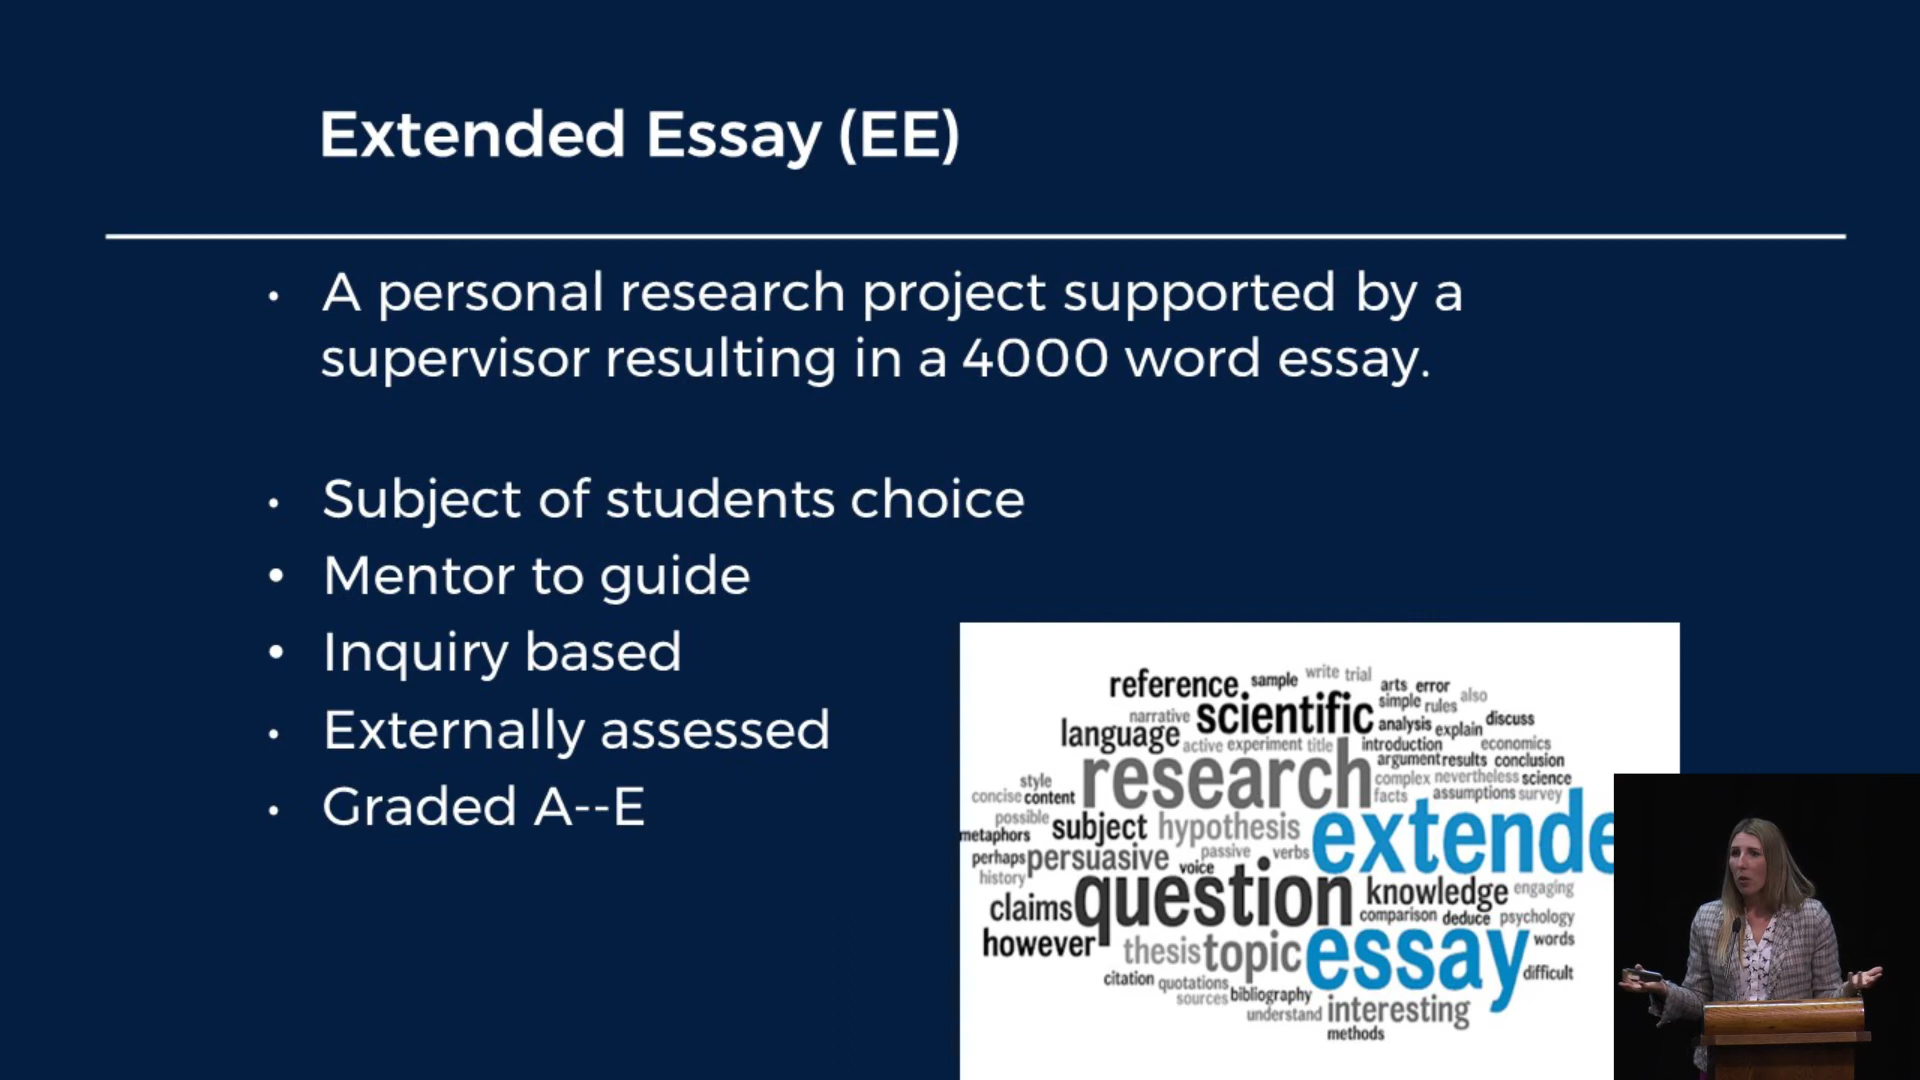 Extended Essay (EE)
• A personal research project supported by a
supervisor resulting in a 4000 word essay.
• Subject of students choice
• Mentor to guide
• Inquiry based
• Externally assessed
• Graded A--E
reference sample write trial arts error
simple rules also
narrative scientific analysis explain discuss
language active experiment title introduction economics
research argument results conclusion
style complex nevertheless science
concise content facts assumptions survey
possible
metaphors subject hypothesis extende
perhaps persuasive voice passive verbs
history
claims question knowledge engaging
comparison deduce psychology
however thesis topic essay words
citation quotations difficult
sources bibliography
understand interesting
methods